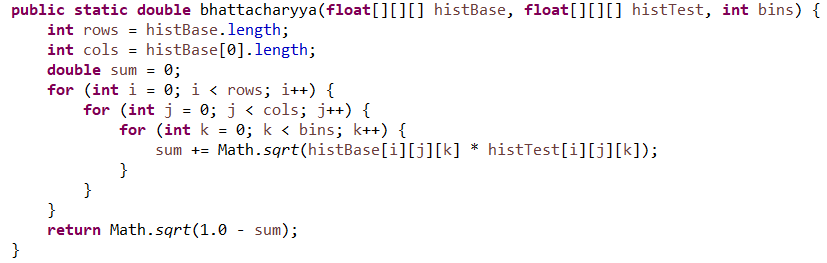 public static double bhattacharyya(float[][][] histBase, float[][][] histTest, int bins) {
    int rows = histBase.length;
    int cols = histBase[0].length;
    double sum = 0;
    for (int i = 0; i < rows; i++) {
        for (int j = 0; j < cols; j++) {
            for (int k = 0; k < bins; k++) {
                sum += Math.sqrt(histBase[i][j][k] * histTest[i][j][k]);
            }
        }
    }
    return Math.sqrt(1.0 - sum);
}